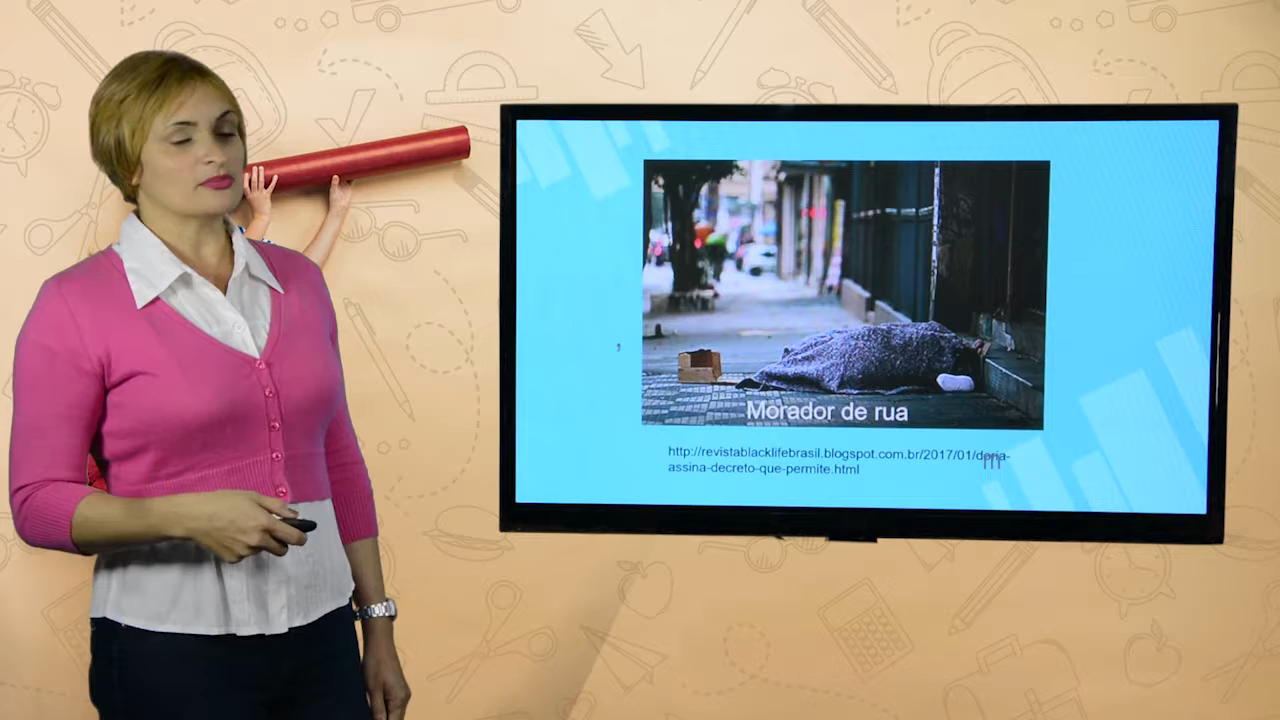 ,
Morador de rua
http://revistablacklifebrasil.blogspot.com.br/2017/01/doria-
m
assina-decreto-que-permite.html